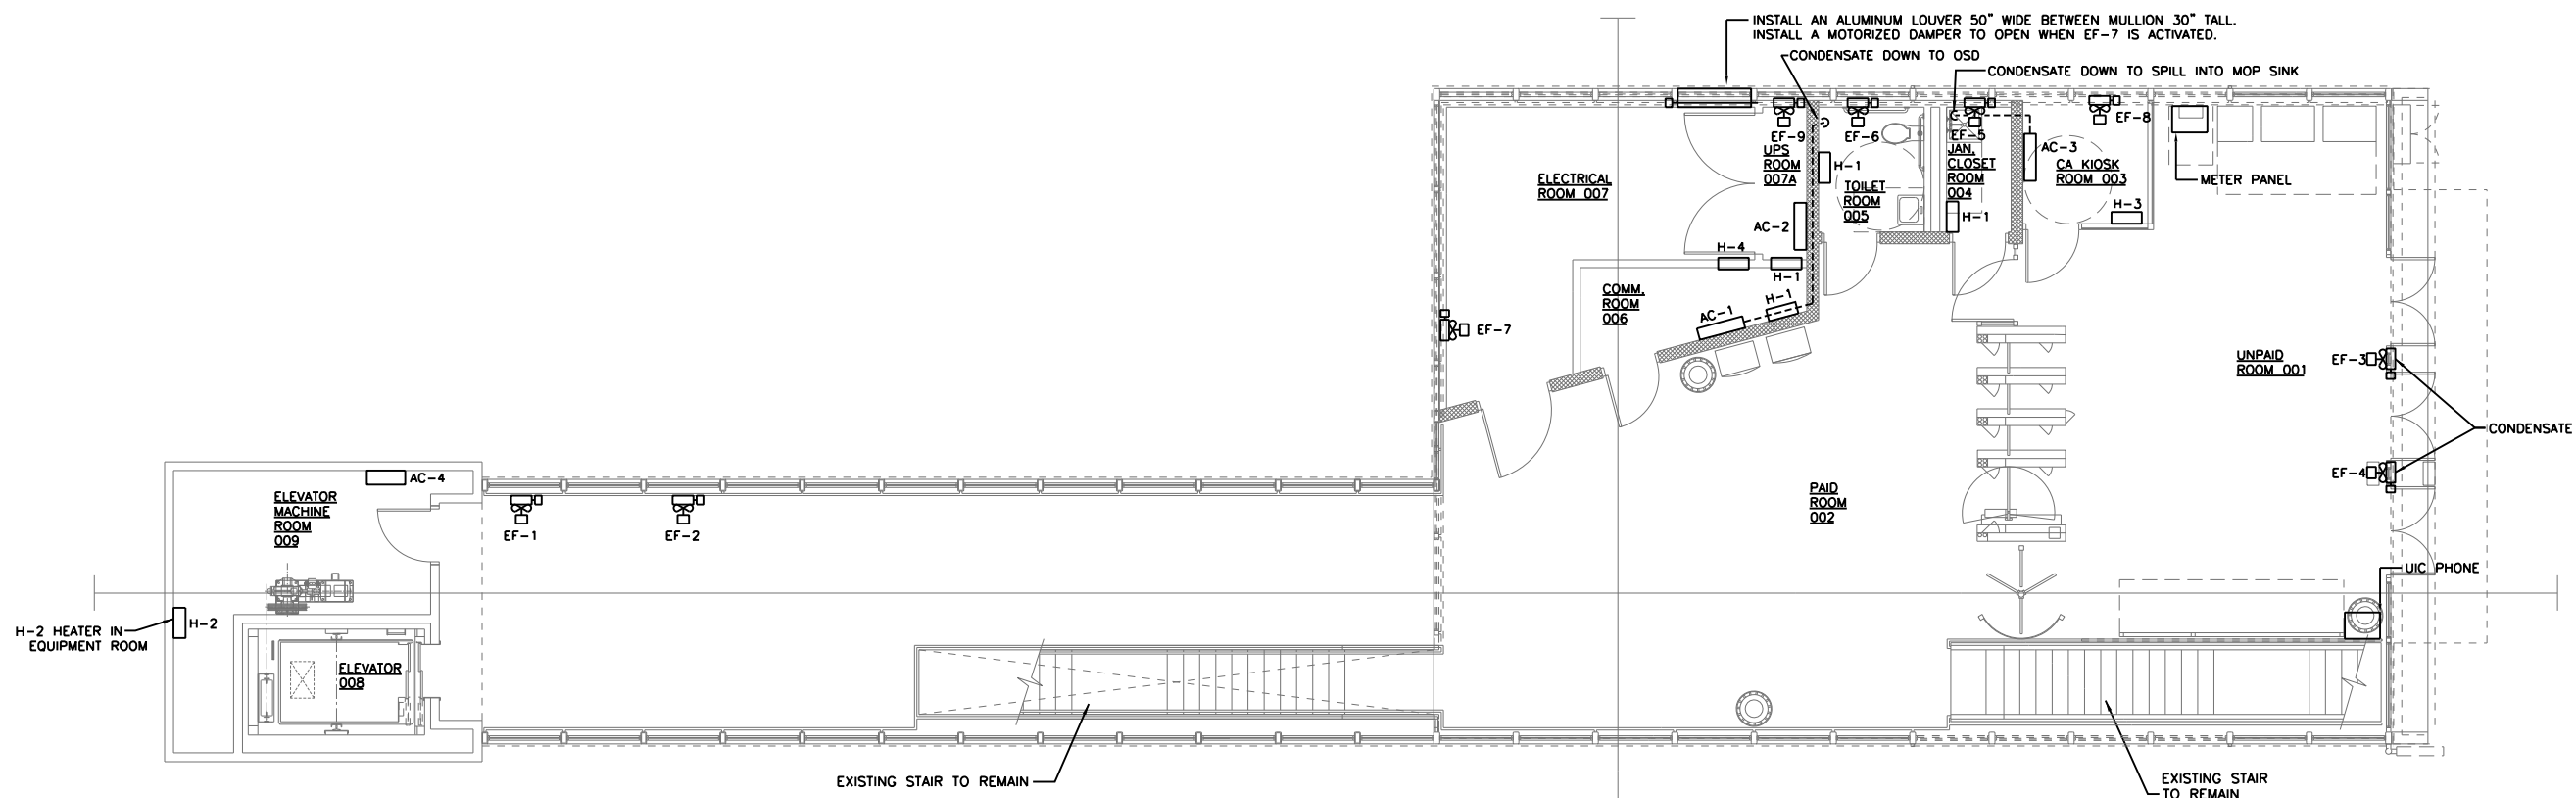 INSTALL AN ALUMINUM LOUVER 50" WIDE BETWEEN MULLION 30" TALL.
INSTALL A MOTORIZED DAMPER TO OPEN WHEN EF-7 IS ACTIVATED.
CONDENSATE DOWN TO OSD
CONDENSATE DOWN TO SPILL INTO MOP SINK
EF-9
EF-6
EF-5
EF-8
UPS
ROOM
007A
H-1
TOILET
ROOM
005
JAN.
CLOSET
ROOM
004
H-1
AC-3
CA KIOSK
ROOM 003
H-3
METER PANEL
ELECTRICAL
ROOM 007
AC-2
H-4
H-1
COMM.
ROOM
006
AC-1
H-1
EF-7
UNPAID
ROOM 001
EF-3
EF-4
CONDENSATE
PAID
ROOM
002
UIC PHONE
AC-4
ELEVATOR
MACHINE
ROOM
009
EF-1
EF-2
H-2
H-2 HEATER IN
EQUIPMENT ROOM
ELEVATOR
008
EXISTING STAIR TO REMAIN
EXISTING STAIR
TO REMAIN